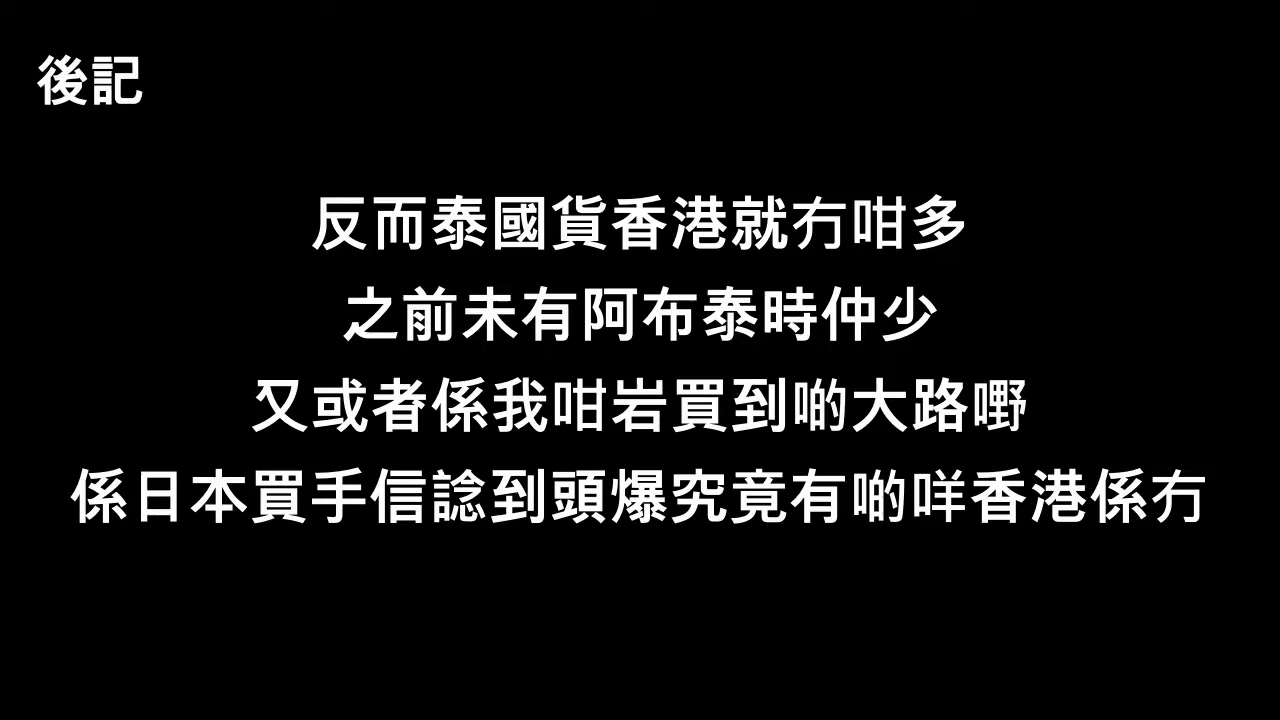 後記
反而泰國貨香港就冇咁多
之前未有阿布泰時仲少
又或者係我咁岩買到啲大路嘢
係日本買手信諗到頭爆究竟有啲咩香港係冇